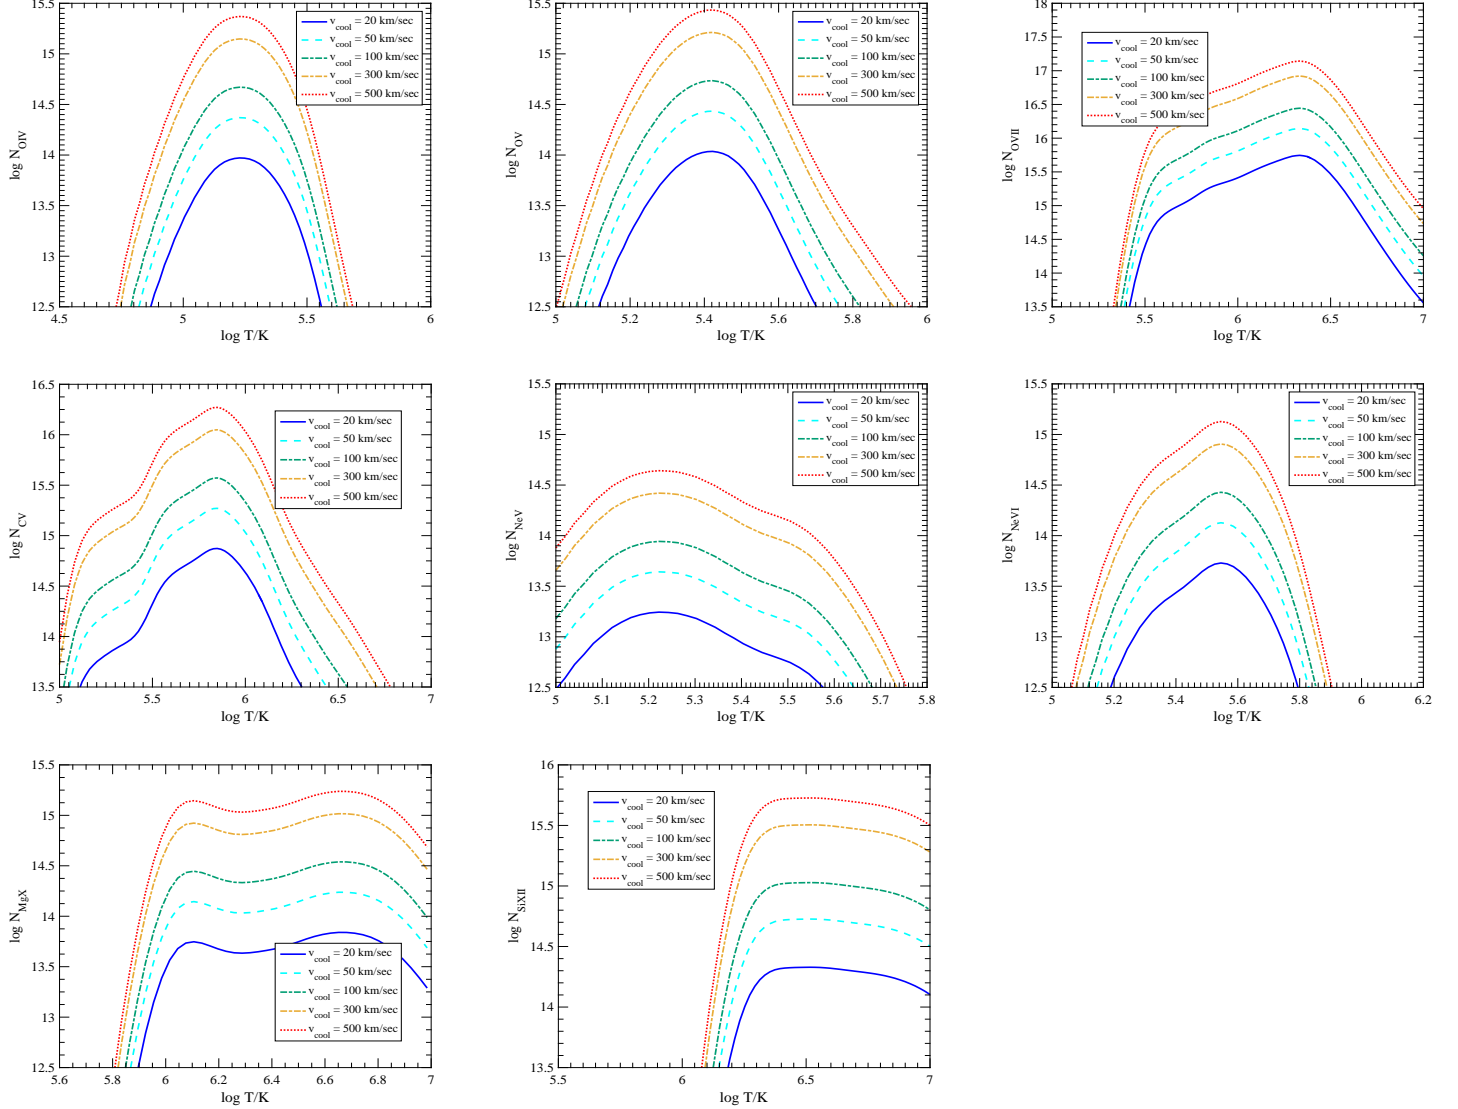 15.5
15
14.5
14
13.5
13
12.5
4.5
5
5.5
6
log T/K
log N_OIV
v_cool = 20 km/sec
v_cool = 50 km/sec
v_cool = 100 km/sec
v_cool = 300 km/sec
v_cool = 500 km/sec
15.5
15
14.5
14
13.5
13
12.5
5
5.2
5.4
5.6
5.8
6
log T/K
log N_OV
v_cool = 20 km/sec
v_cool = 50 km/sec
v_cool = 100 km/sec
v_cool = 300 km/sec
v_cool = 500 km/sec
18
17.5
17
16.5
16
15.5
15
14.5
14
13.5
5
5.5
6
6.5
7
log T/K
log N_OVII
v_cool = 20 km/sec
v_cool = 50 km/sec
v_cool = 100 km/sec
v_cool = 300 km/sec
v_cool = 500 km/sec
16.5
16
15.5
15
14.5
14
13.5
5
5.5
6
6.5
7
log T/K
log N_CV
v_cool = 20 km/sec
v_cool = 50 km/sec
v_cool = 100 km/sec
v_cool = 300 km/sec
v_cool = 500 km/sec
15.5
15
14.5
14
13.5
13
12.5
5
5.1
5.2
5.3
5.4
5.5
5.6
5.7
5.8
log T/K
log N_NeV
v_cool = 20 km/sec
v_cool = 50 km/sec
v_cool = 100 km/sec
v_cool = 300 km/sec
v_cool = 500 km/sec
15.5
15
14.5
14
13.5
13
12.5
5
5.2
5.4
5.6
5.8
6
6.2
log T/K
log N_NeVI
v_cool = 20 km/sec
v_cool = 50 km/sec
v_cool = 100 km/sec
v_cool = 300 km/sec
v_cool = 500 km/sec
15.5
15
14.5
14
13.5
13
12.5
5.6
5.8
6
6.2
6.4
6.6
6.8
7
log T/K
log N_MgX
v_cool = 20 km/sec
v_cool = 50 km/sec
v_cool = 100 km/sec
v_cool = 300 km/sec
v_cool = 500 km/sec
16
15.5
15
14.5
14
13.5
5.5
6
6.5
7
log T/K
log N_SiXII
v_cool = 20 km/sec
v_cool = 50 km/sec
v_cool = 100 km/sec
v_cool = 300 km/sec
v_cool = 500 km/sec